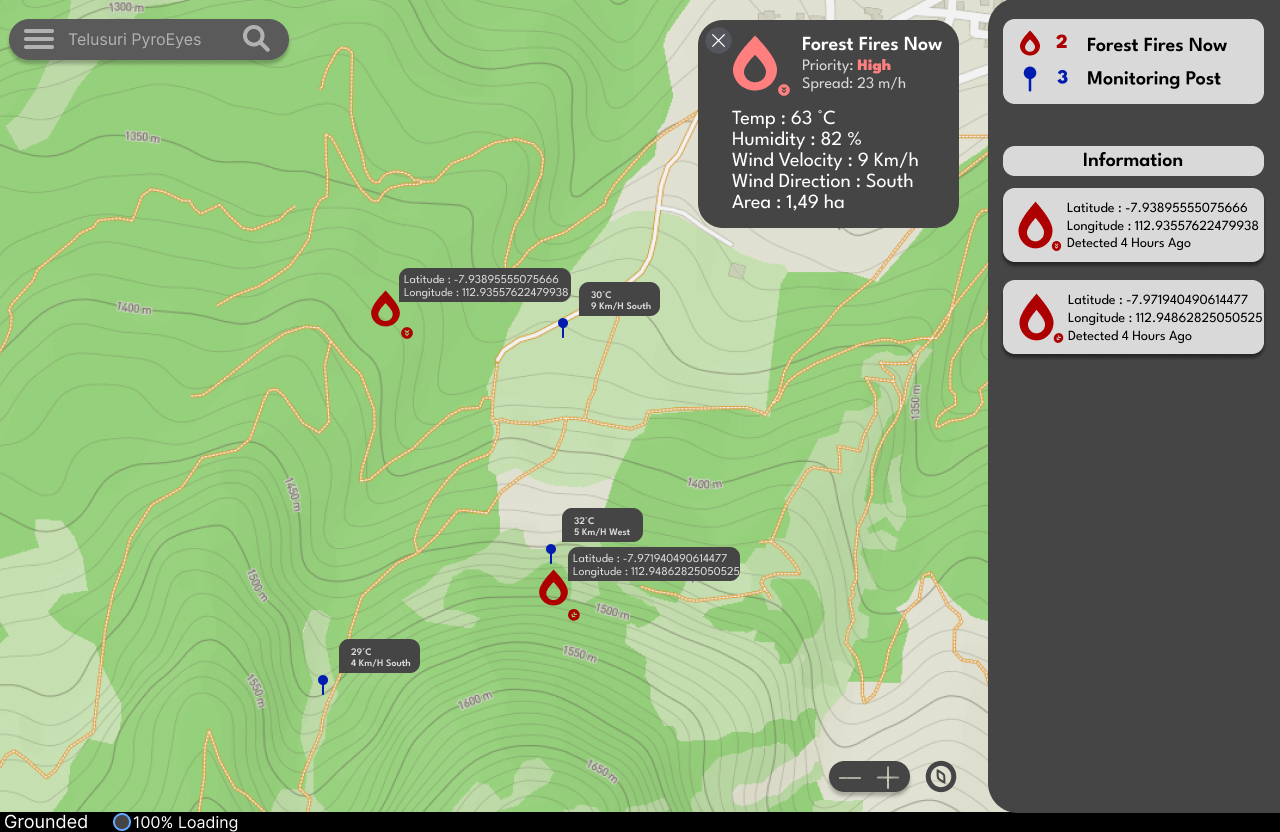 1300 m
Telusuri PyroEyes
1350 m
1400 m
Latitude : -7.93895555075666
Longitude : 112.93557622479938
30°C
9 Km/H South
1350 m
1400 m
1450 m
32°C
5 Km/H West
Latitude : -7.971940490614477
Longitude : 112.94862825050525
1500 m
1500 m
1550 m
29°C
4 Km/H South
1550 m
1600 m
1650 m
Forest Fires Now
Priority: High
Spread: 23 m/h
Temp : 63 °C
Humidity : 82 %
Wind Velocity : 9 Km/h
Wind Direction : South
Area : 1,49 ha
2 Forest Fires Now
3 Monitoring Post
Information
Latitude : -7.93895555075666
Longitude : 112.93557622479938
Detected 4 Hours Ago
Latitude : -7.971940490614477
Longitude : 112.94862825050525
Detected 4 Hours Ago
Grounded 100% Loading